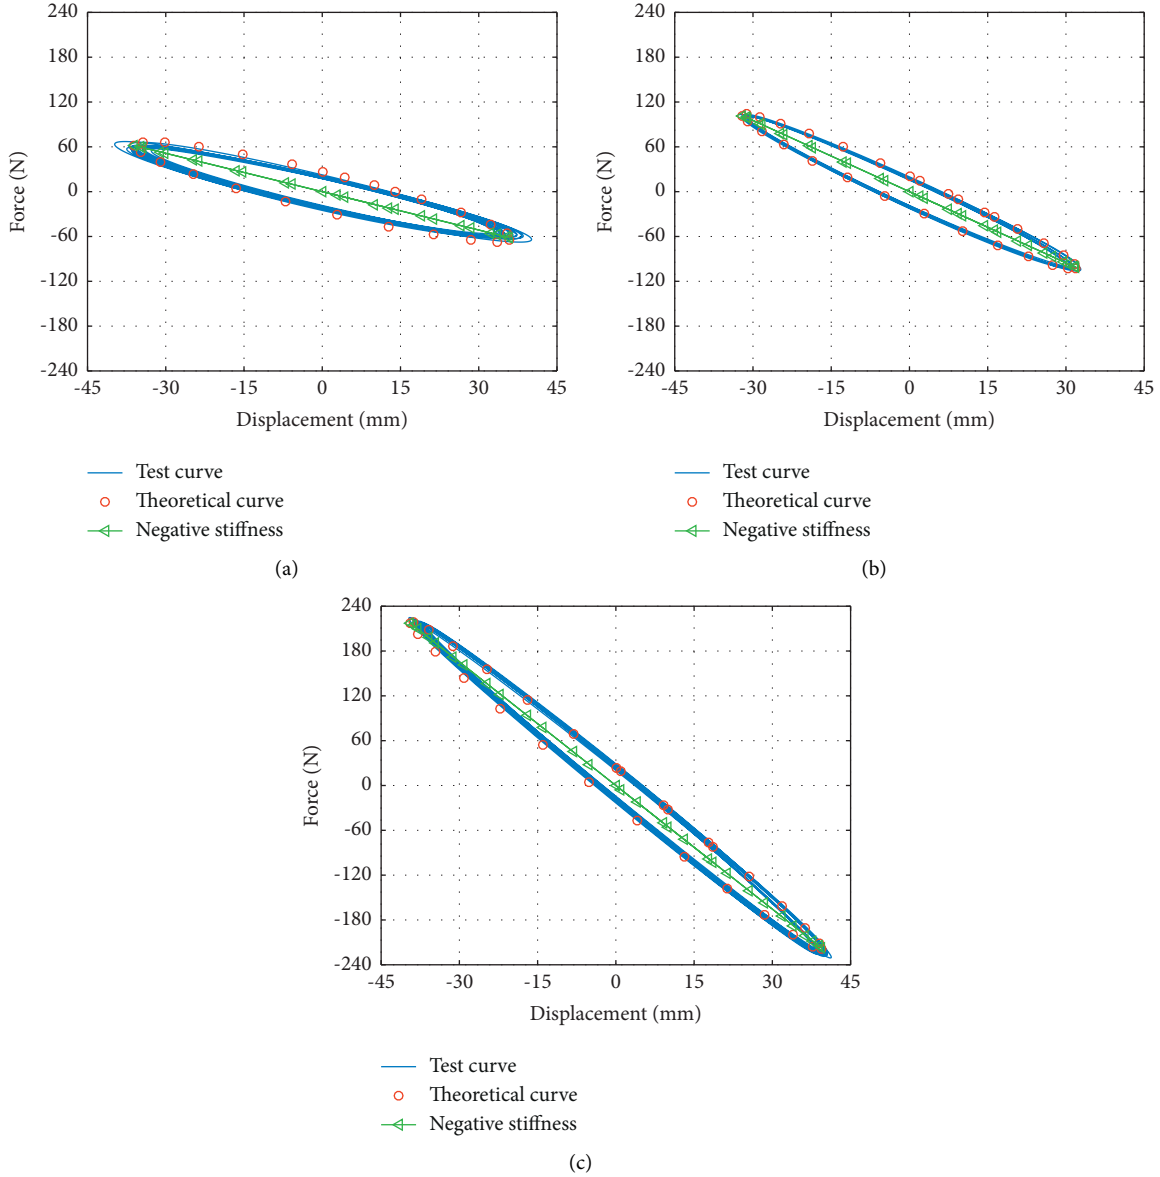 240
180
120
60
0
-60
-120
-180
-240
Force (N)
-45 -30 -15 0 15 30 45
Displacement (mm)
Test curve
Theoretical curve
Negative stiffness
(a)
240
180
120
60
0
-60
-120
-180
-240
Force (N)
-45 -30 -15 0 15 30 45
Displacement (mm)
Test curve
Theoretical curve
Negative stiffness
(b)
240
180
120
60
0
-60
-120
-180
-240
Force (N)
-45 -30 -15 0 15 30 45
Displacement (mm)
Test curve
Theoretical curve
Negative stiffness
(c)